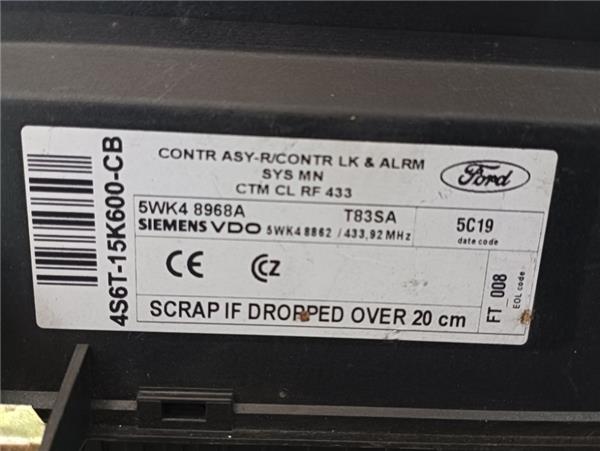 4S6T-15K600-CB
CONTR ASY-R/CONTR LK & ALRM
SYS MN
CTM CL RF 433
Ford
5WK4 8968A T83SA
SIEMENS VDO 5WK4 8862 / 433,92 MHz
5C19
date code
CE CZ
FT 008
EOL code
SCRAP IF DROPPED OVER 20 cm